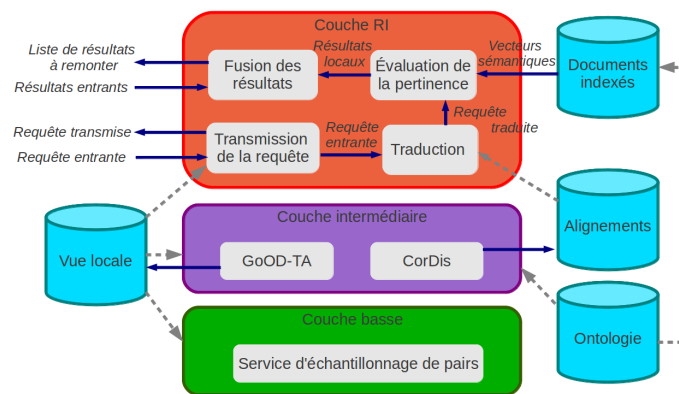 Couche RI
Liste de résultats
à remonter
Résultats entrants
Fusion des
résultats
Résultats
locaux
Évaluation de
la pertinence
Vecteurs
sémantiques
Documents
indexés
Requête transmise
Requête entrante
Transmission
de la requête
Requête
entrante
Traduction
Requête
traduite
Couche intermédiaire
Vue locale
GoOD-TA
CorDis
Alignements
Couche basse
Service d'échantillonnage de pairs
Ontologie